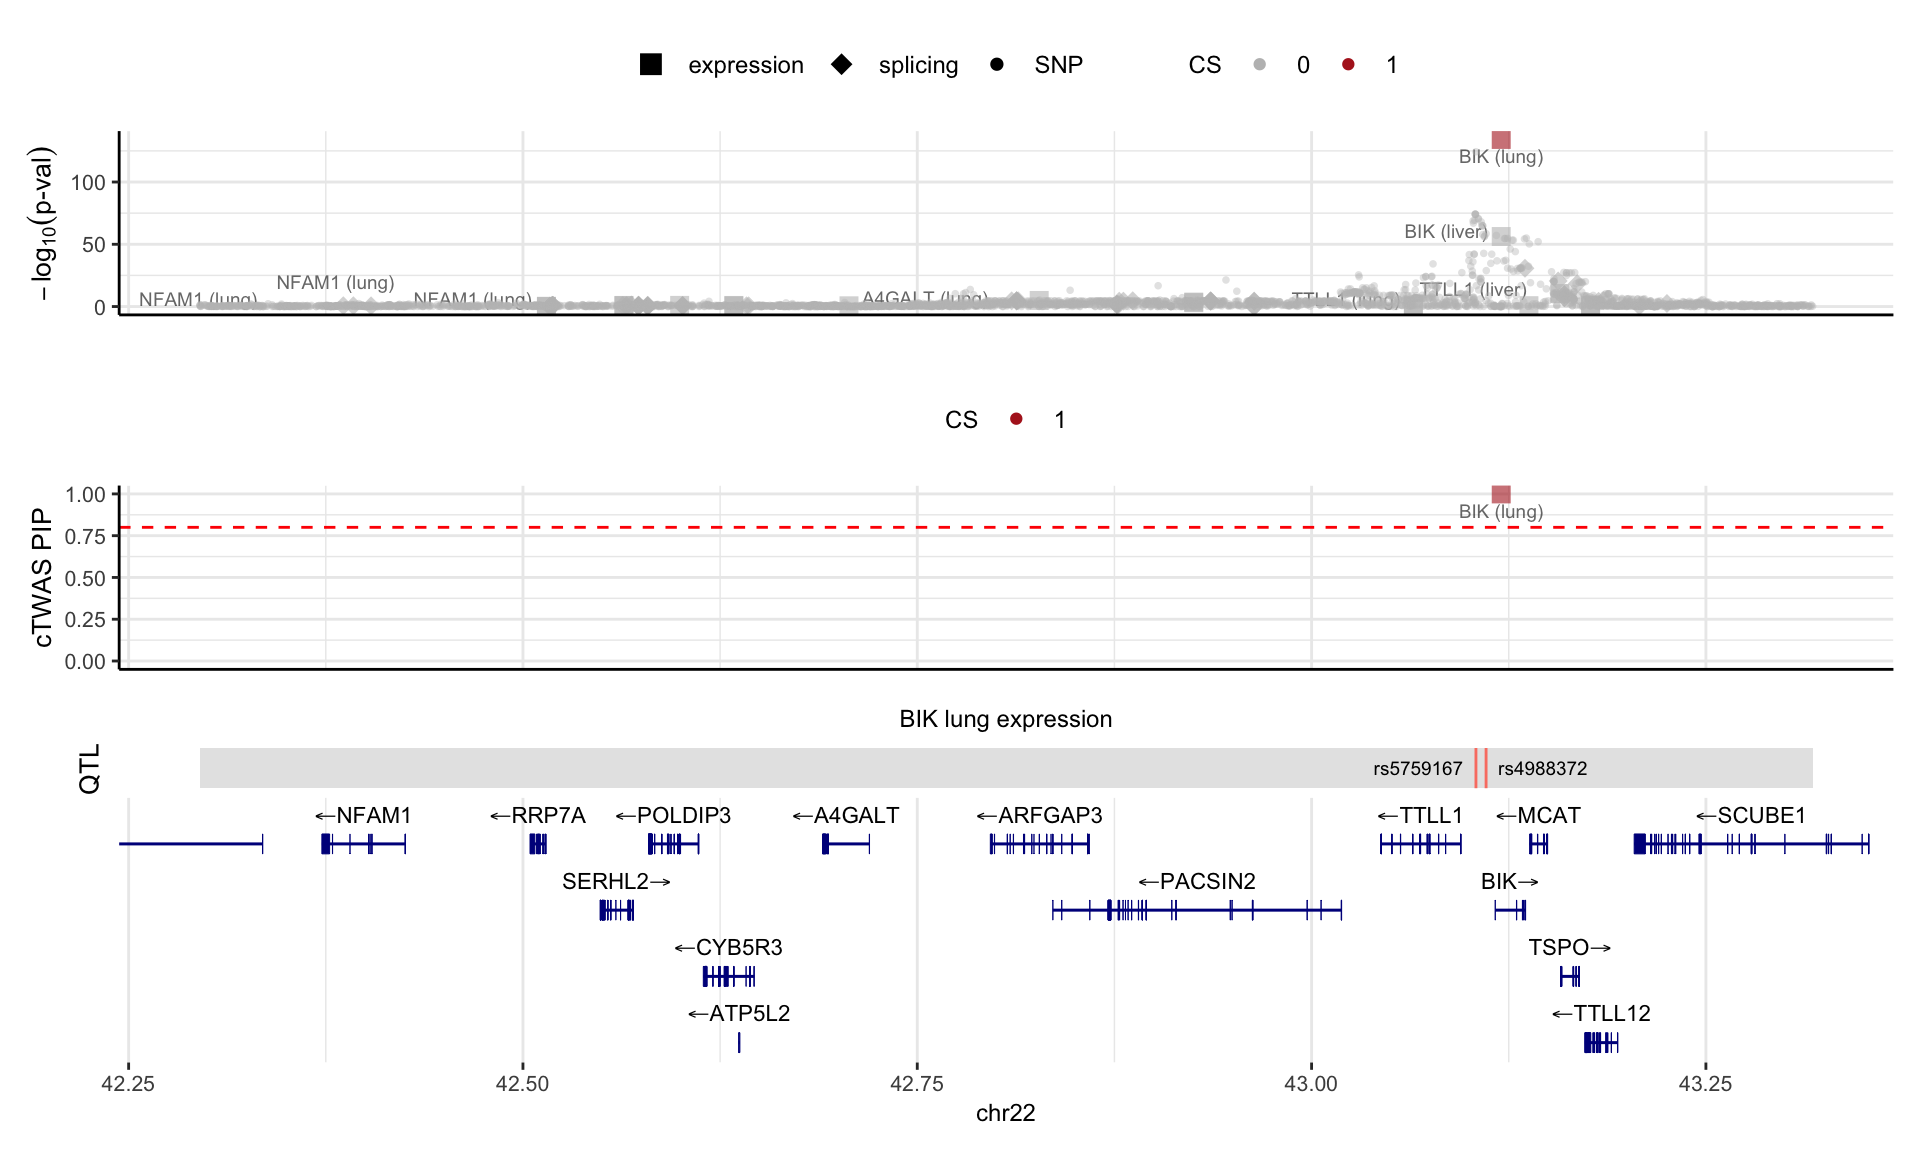 expression splicing SNP CS 0 1
− log10(p-val)
100
50
0
BIK (lung)
BIK (liver)
NFAM1 (lung)
NFAM1 (lung)
NFAM1 (lung)
A4GALT (lung)
TTLL1 (lung)
TTLL1 (liver)
CS 1
cTWAS PIP
1.00
0.75
0.50
0.25
0.00
BIK (lung)
BIK lung expression
QTL
rs5759167 rs4988372
←NFAM1 ←RRP7A ←POLDIP3 ←A4GALT ←ARFGAP3 ←TTLL1 ←MCAT ←SCUBE1
SERHL2→ ←PACSIN2 BIK→
←CYB5R3 TSPO→
←ATP5L2 ←TTLL12
42.25 42.50 42.75 43.00 43.25
chr22